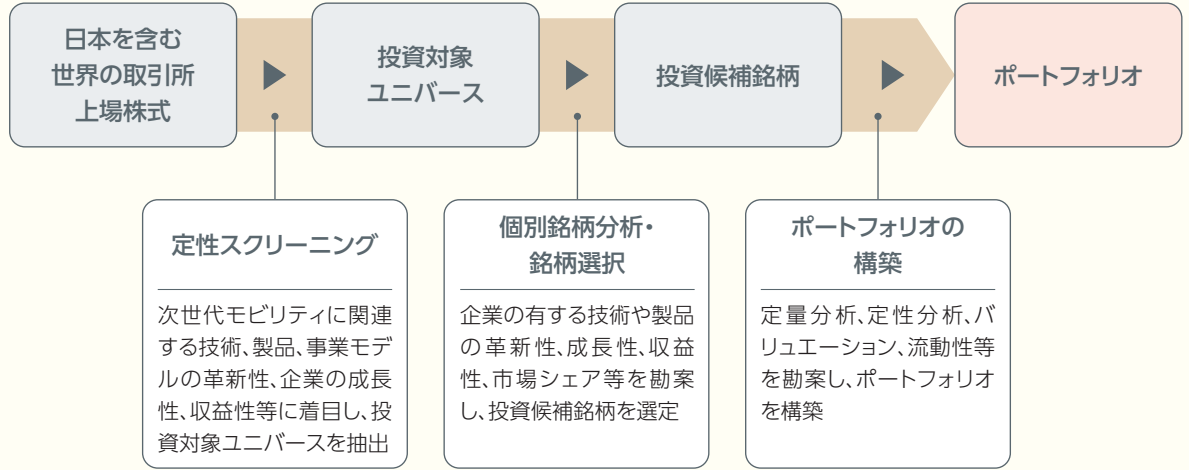 日本を含む
世界の取引所
上場株式
投資対象
ユニバース
投資候補銘柄
ポートフォリオ
定性スクリーニング
次世代モビリティに関連
する技術、製品、事業モデ
ルの革新性、企業の成長
性、収益性等に着目し、投
資対象ユニバースを抽出
個別銘柄分析・
銘柄選択
企業の有する技術や製品
の革新性、成長性、収益
性、市場シェア等を勘案
し、投資候補銘柄を選定
ポートフォリオの
構築
定量分析、定性分析、バ
リュエーション、流動性等
を勘案し、ポートフォリオ
を構築